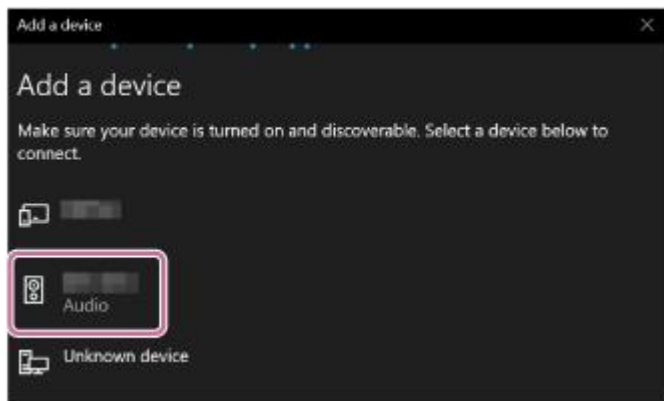 Add a device
Add a device
Make sure your device is turned on and discoverable. Select a device below to
connect.
Audio
Unknown device